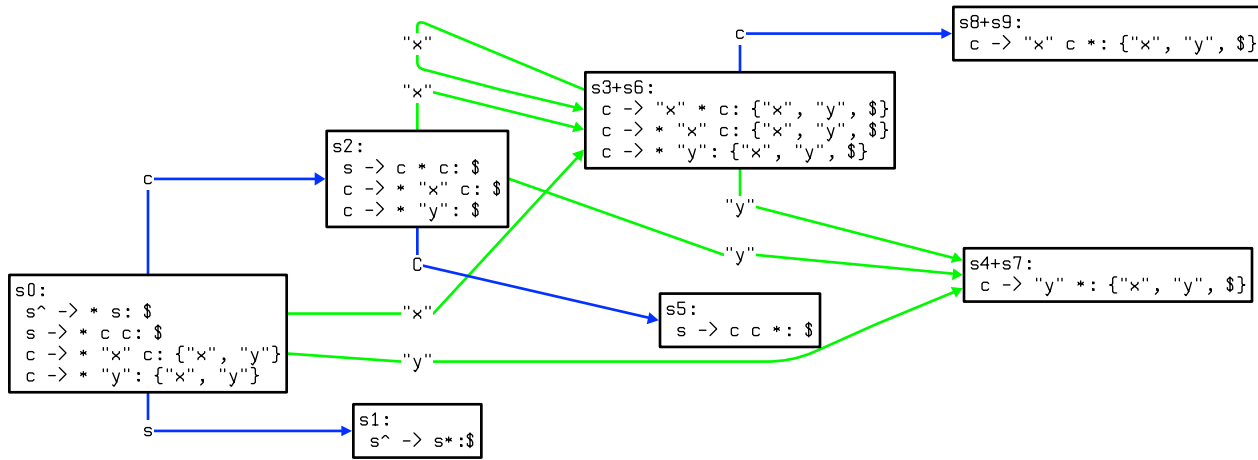 s8+s9:
c -> "x" c *: {"x", "y", $}
c
"x"
s3+s6:
c -> "x" * c: {"x", "y", $}
c -> * "x" c: {"x", "y", $}
c -> * "y": {"x", "y", $}
"x"
s2:
s -> c * c: $
c -> * "x" c: $
c -> * "y": $
c
"y"
"y"
s4+s7:
c -> "y" *: {"x", "y", $}
C
s0:
s^ -> * s: $
s -> * c c: $
c -> * "x" c: {"x", "y"}
c -> * "y": {"x", "y"}
"x"
s5:
s -> c c *: $
"y"
s1:
s^ -> s*:$
s